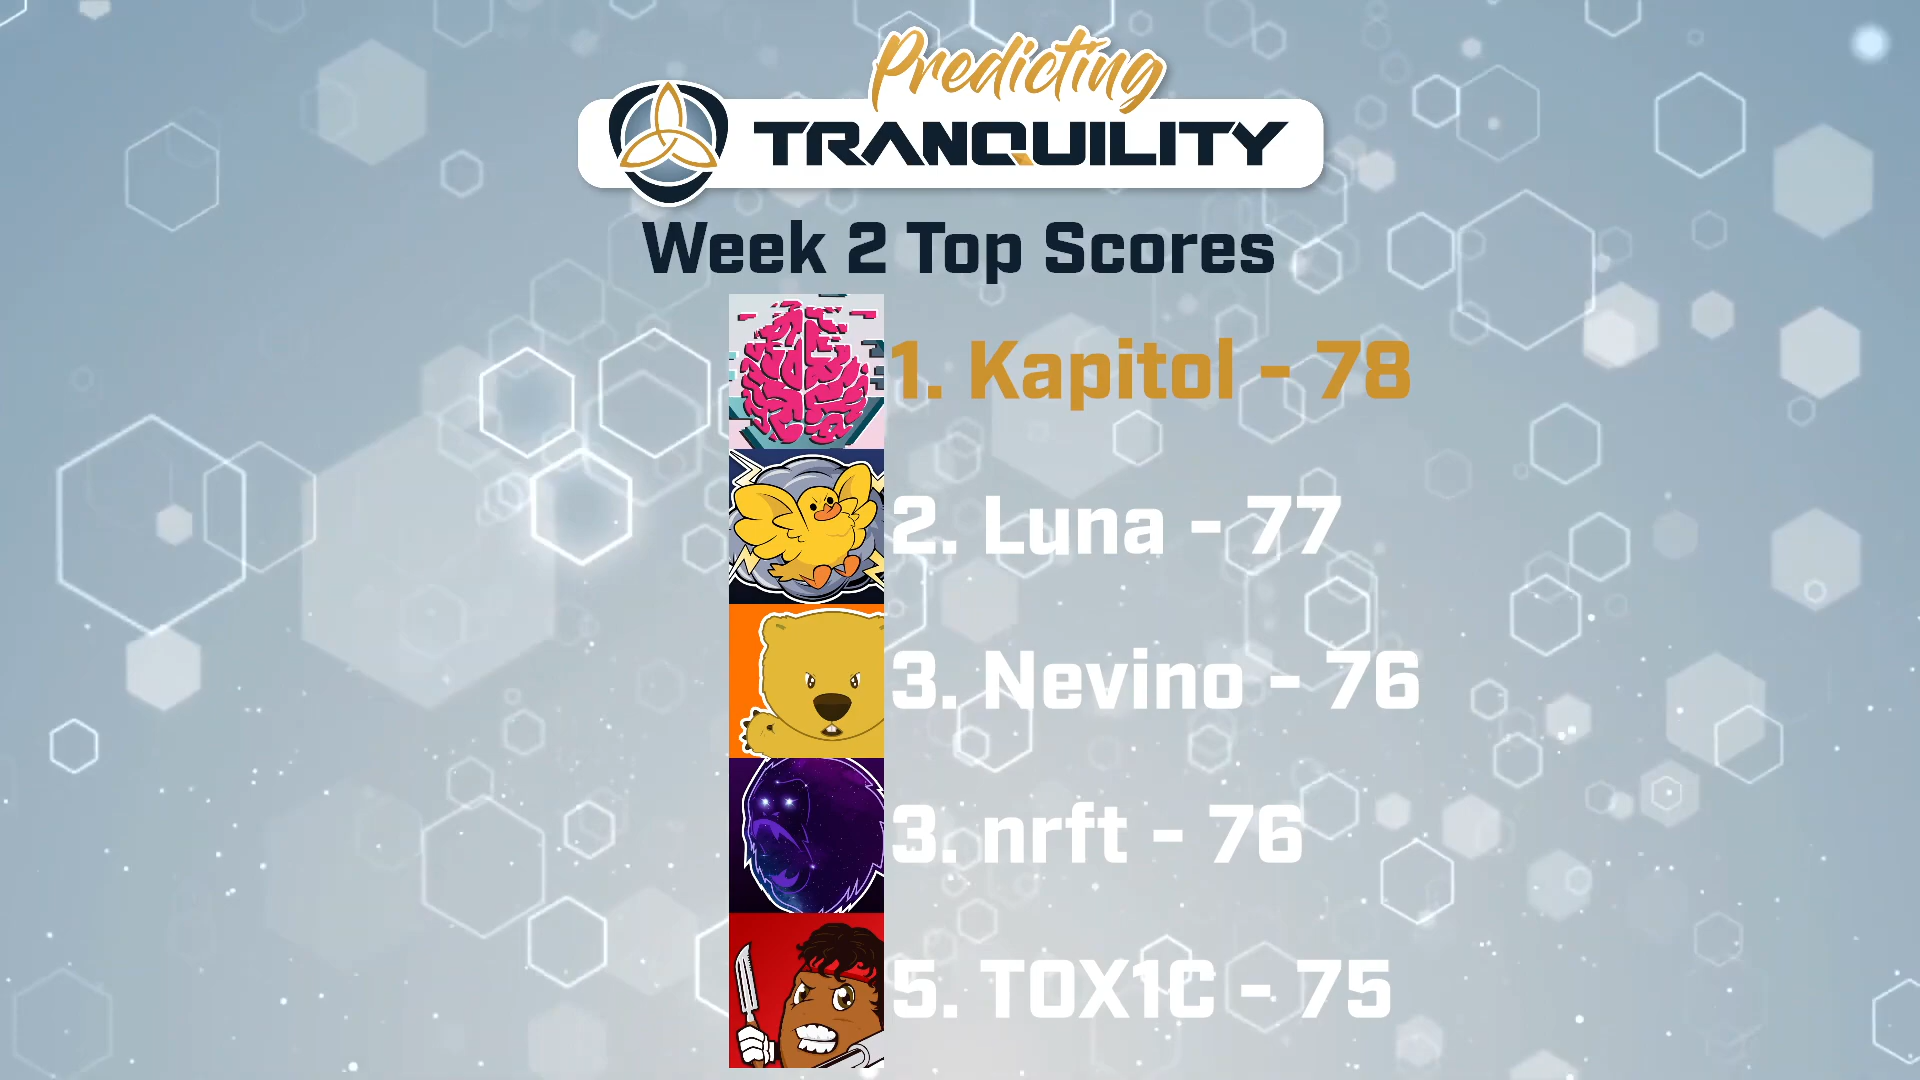 Predicting
TRANQUILITY
Week 2 Top Scores
1. Kapitol - 78
2. Luna - 77
3. Nevino - 76
3. nrft - 76
5. TOX1C - 75